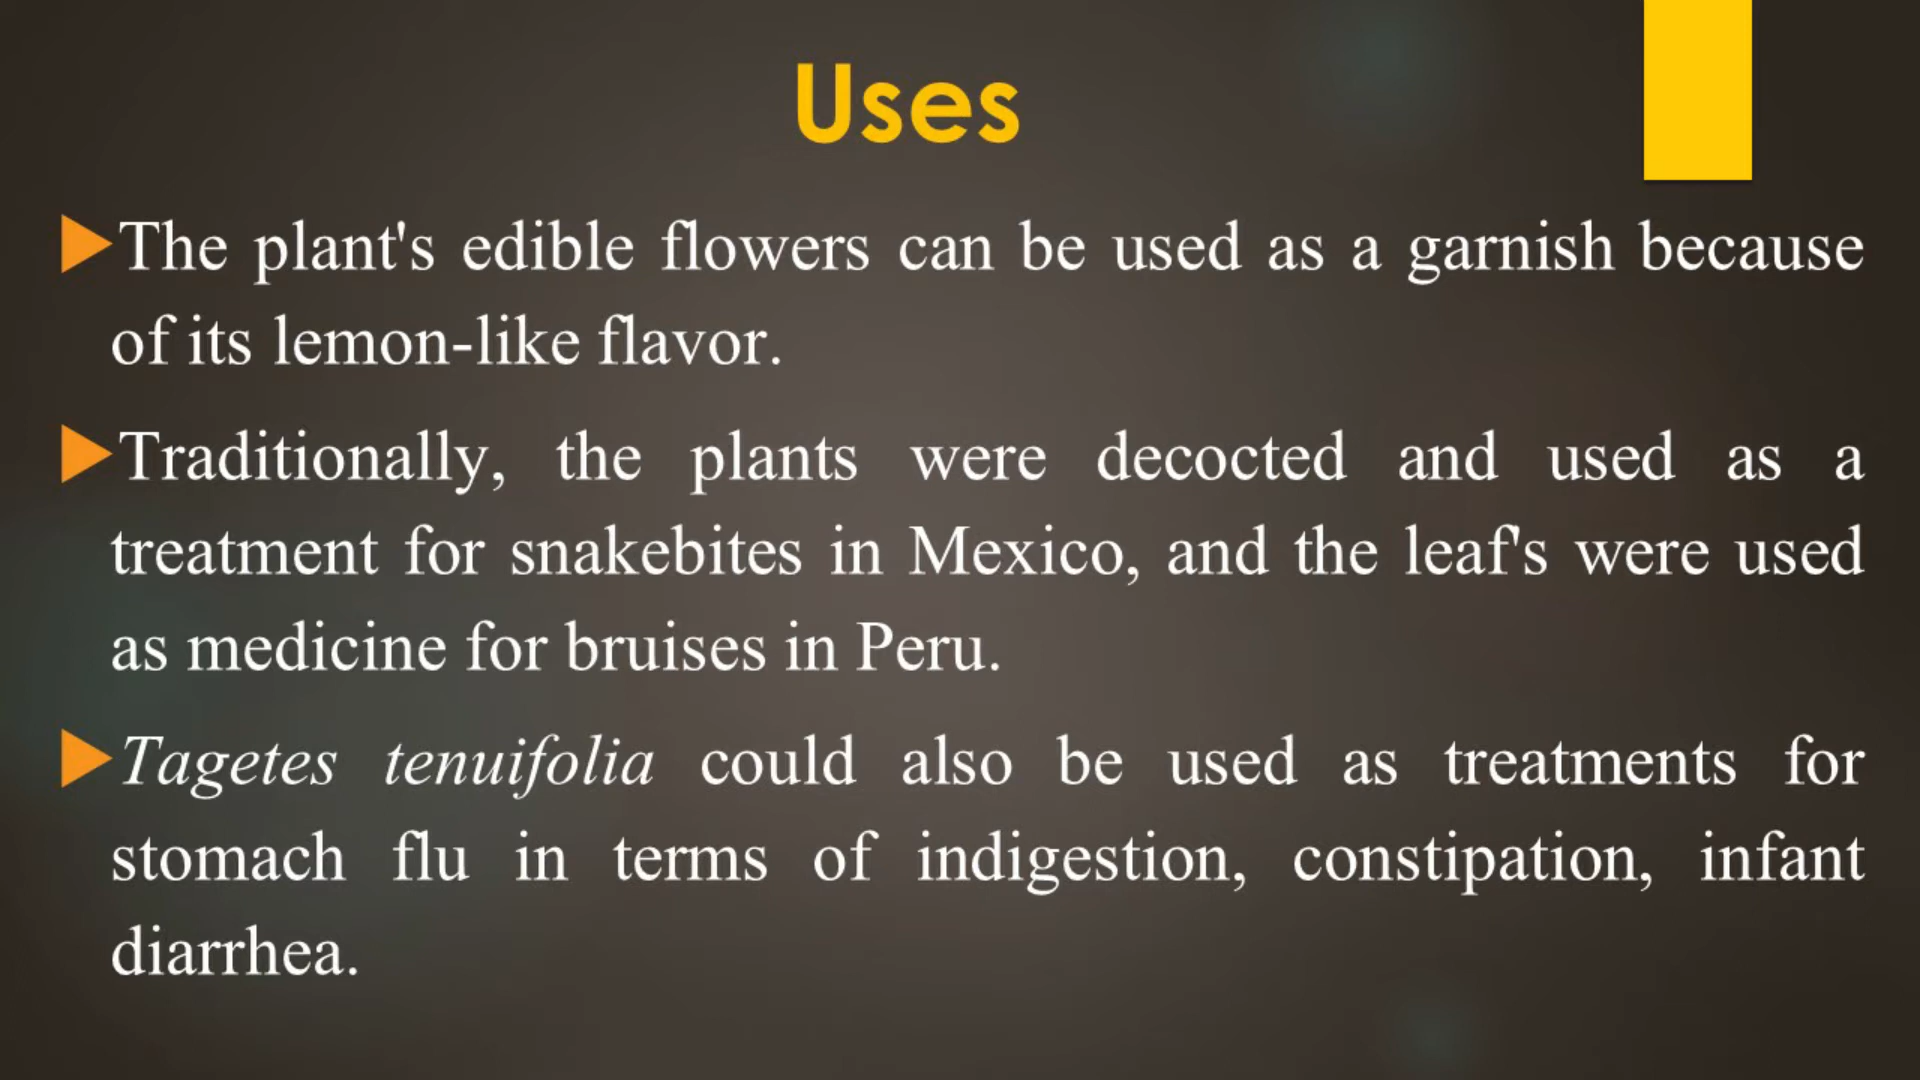 Uses
The plant's edible flowers can be used as a garnish because
of its lemon-like flavor.
Traditionally, the plants were decocted and used as a
treatment for snakebites in Mexico, and the leaf's were used
as medicine for bruises in Peru.
Tagetes tenuifolia could also be used as treatments for
stomach flu in terms of indigestion, constipation, infant
diarrhea.